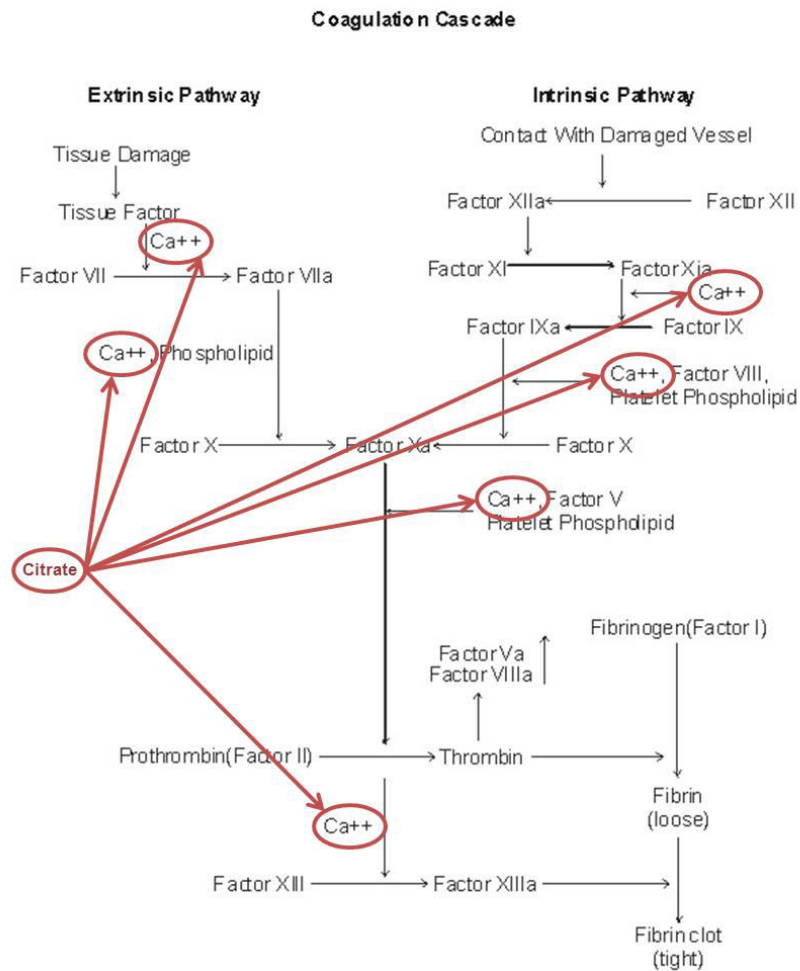 Coagulation Cascade
Extrinsic Pathway
Intrinsic Pathway
Contact With Damaged Vessel
Tissue Damage
Factor XIIa
Factor XII
Tissue Factor
Ca++
Factor XI
Factor XIa
Factor VII
Factor VIIa
Ca++
Factor IXa
Factor IX
Ca++, Phospholipid
Ca++, Factor VIII,
Platelet Phospholipid
Factor X
Factor Xa
Factor X
Ca++, Factor V
Platelet Phospholipid
Citrate
Fibrinogen(Factor I)
Factor Va
Factor VIIIa
Prothrombin(Factor II)
Thrombin
Fibrin
(loose)
Ca++
Factor XIII
Factor XIIIa
Fibrin clot
(tight)